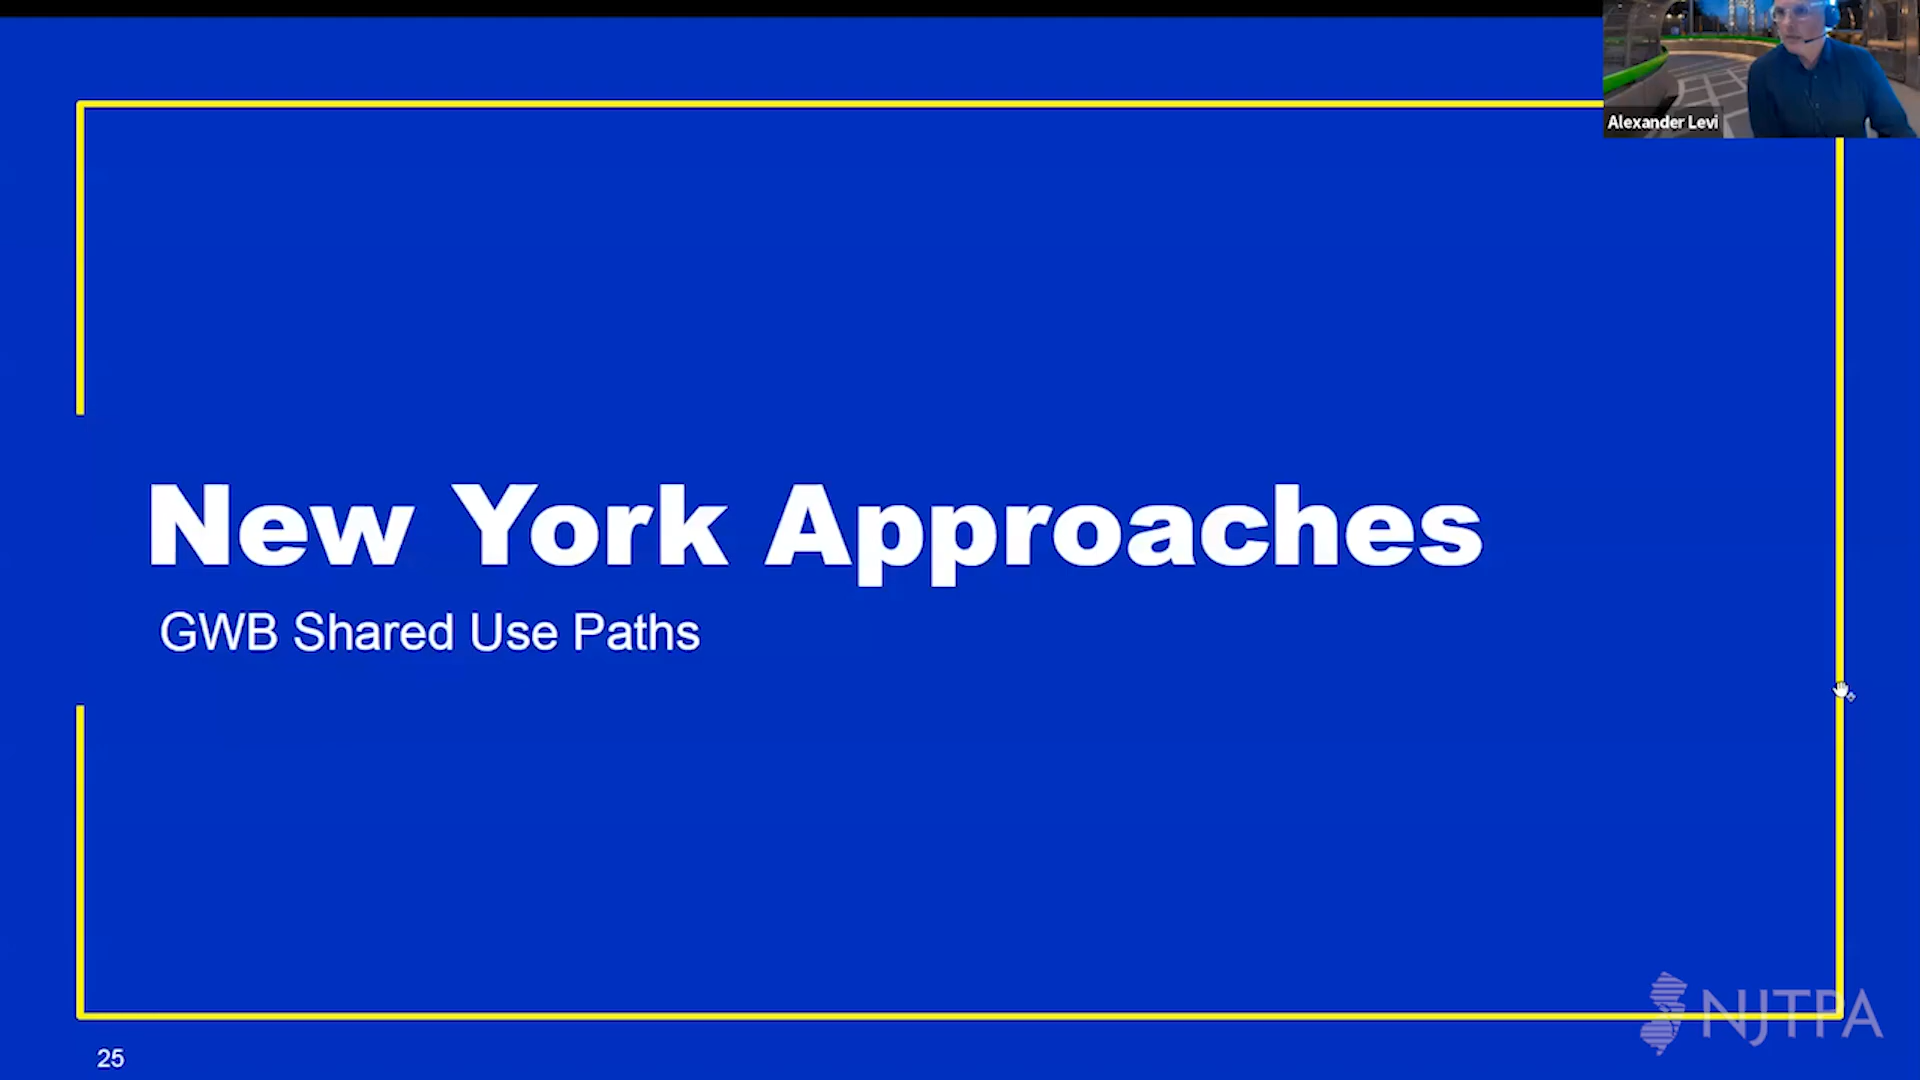 Alexander Levi
New York Approaches
GWB Shared Use Paths
NJTPA
25